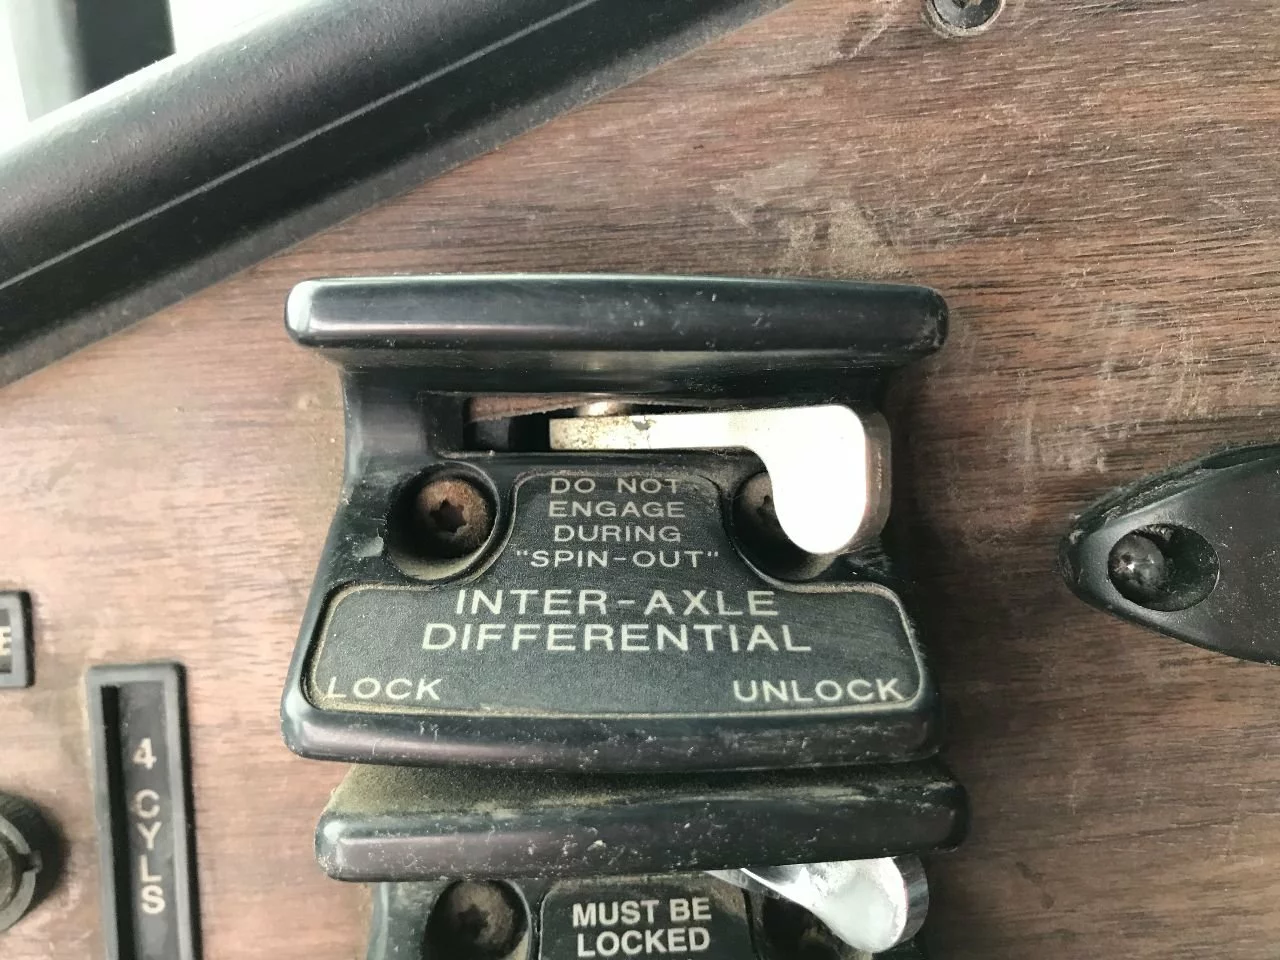 DO NOT
ENGAGE
DURING
"SPIN-OUT"
INTER-AXLE
DIFFERENTIAL
LOCK UNLOCK
4 CYLS
MUST BE
LOCKED